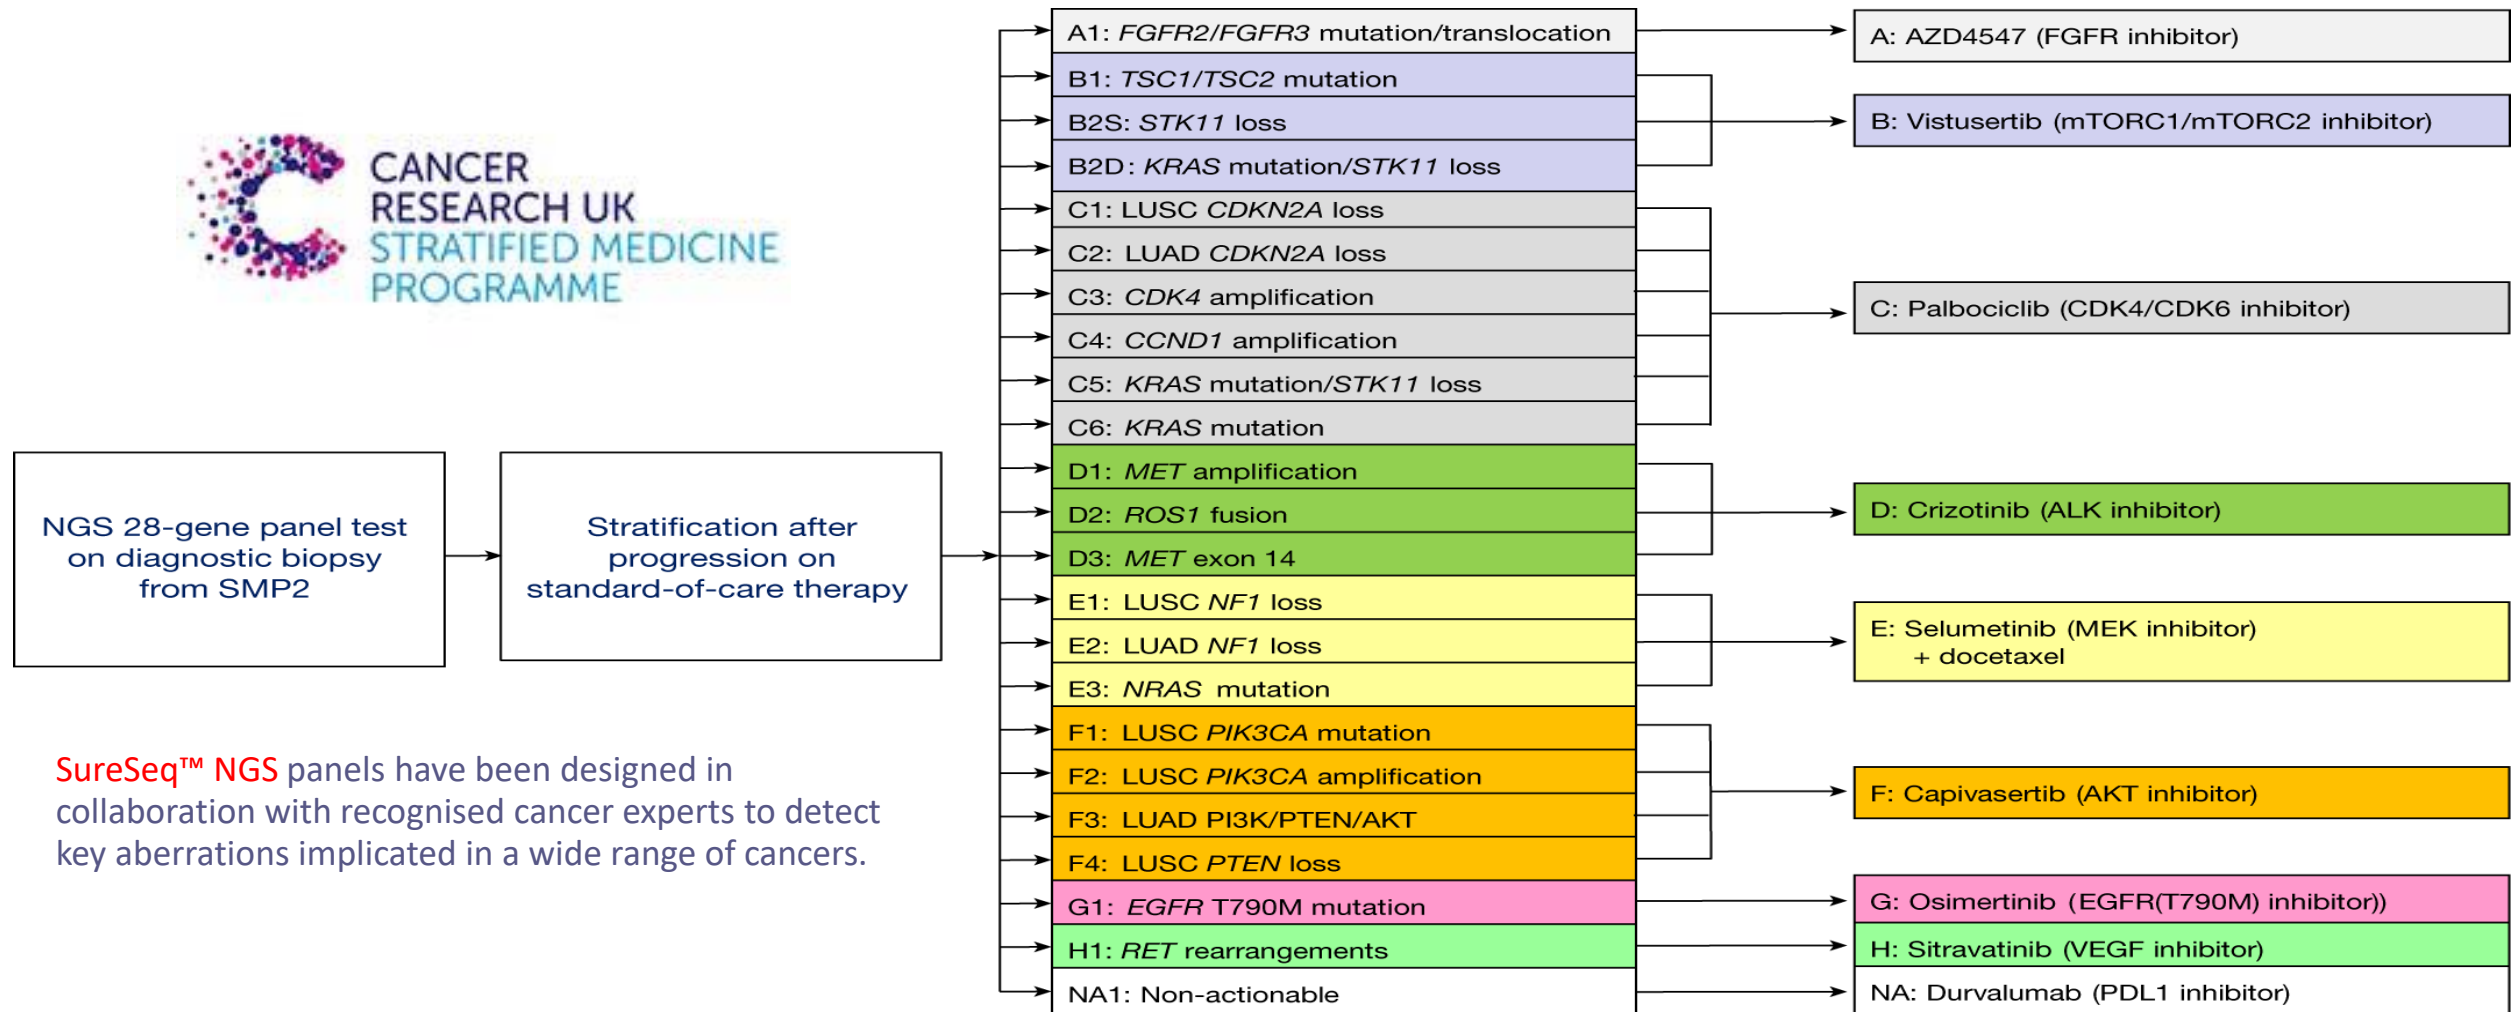 CANCER
RESEARCH UK
STRATIFIED MEDICINE
PROGRAMME
NGS 28-gene panel test
on diagnostic biopsy
from SMP2
Stratification after
progression on
standard-of-care therapy
SureSeq™ NGS panels have been designed in
collaboration with recognised cancer experts to detect
key aberrations implicated in a wide range of cancers.
A1: FGFR2/FGFR3 mutation/translocation
B1: TSC1/TSC2 mutation
B2S: STK11 loss
B2D: KRAS mutation/STK11 loss
C1: LUSC CDKN2A loss
C2: LUAD CDKN2A loss
C3: CDK4 amplification
C4: CCND1 amplification
C5: KRAS mutation/STK11 loss
C6: KRAS mutation
D1: MET amplification
D2: ROS1 fusion
D3: MET exon 14
E1: LUSC NF1 loss
E2: LUAD NF1 loss
E3: NRAS mutation
F1: LUSC PIK3CA mutation
F2: LUSC PIK3CA amplification
F3: LUAD PI3K/PTEN/AKT
F4: LUSC PTEN loss
G1: EGFR T790M mutation
H1: RET rearrangements
NA1: Non-actionable
A: AZD4547 (FGFR inhibitor)
B: Vistusertib (mTORC1/mTORC2 inhibitor)
C: Palbociclib (CDK4/CDK6 inhibitor)
D: Crizotinib (ALK inhibitor)
E: Selumetinib (MEK inhibitor)
+ docetaxel
F: Capivasertib (AKT inhibitor)
G: Osimertinib (EGFR(T790M) inhibitor))
H: Sitravatinib (VEGF inhibitor)
NA: Durvalumab (PDL1 inhibitor)